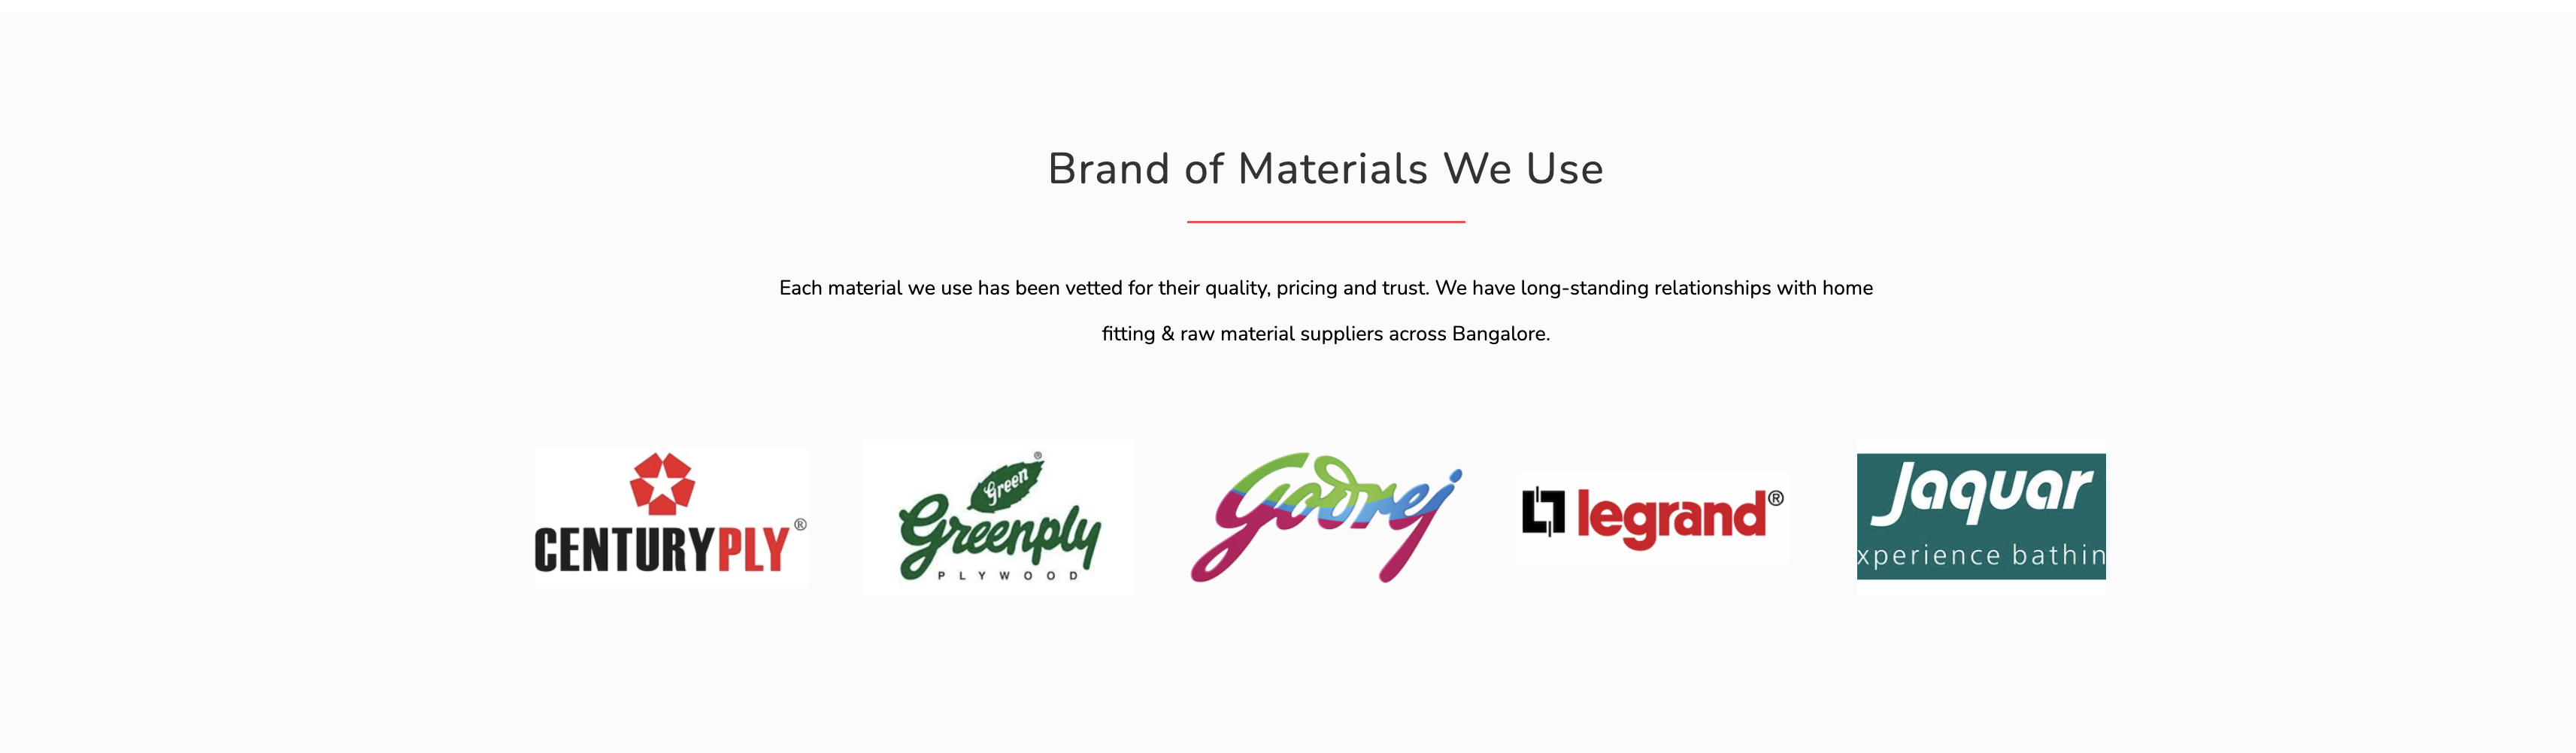 Brand of Materials We Use
Each material we use has been vetted for their quality, pricing and trust. We have long-standing relationships with home
fitting & raw material suppliers across Bangalore.
CENTURYPLY®
Green®
Greenply
PLYWOOD
Godrej
legrand®
Jaquar
xperience bathin